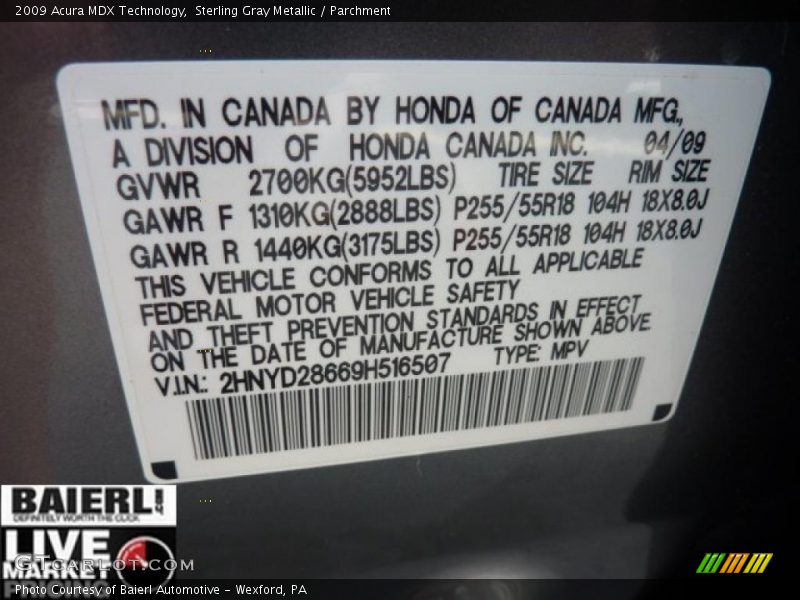 2009 Acura MDX Technology, Sterling Gray Metallic / Parchment
MFD. IN CANADA BY HONDA OF CANADA MFG.,
A DIVISION OF HONDA CANADA INC. 04/09
GVWR 2700KG(5952LBS) TIRE SIZE RIM SIZE
GAWR F 1310KG(2888LBS) P255/55R18 104H 18X8.0J
GAWR R 1440KG(3175LBS) P255/55R18 104H 18X8.0J
THIS VEHICLE CONFORMS TO ALL APPLICABLE
FEDERAL MOTOR VEHICLE SAFETY
AND THEFT PREVENTION STANDARDS IN EFFECT
ON THE DATE OF MANUFACTURE SHOWN ABOVE.
V.I.N.: 2HNYD28669H516507 TYPE: MPV
BAIERL.com
DEFINITELY WORTH THE CLICK
LIVE
MARKET
GTcarlot.com
Photo Courtesy of Baierl Automotive - Wexford, PA